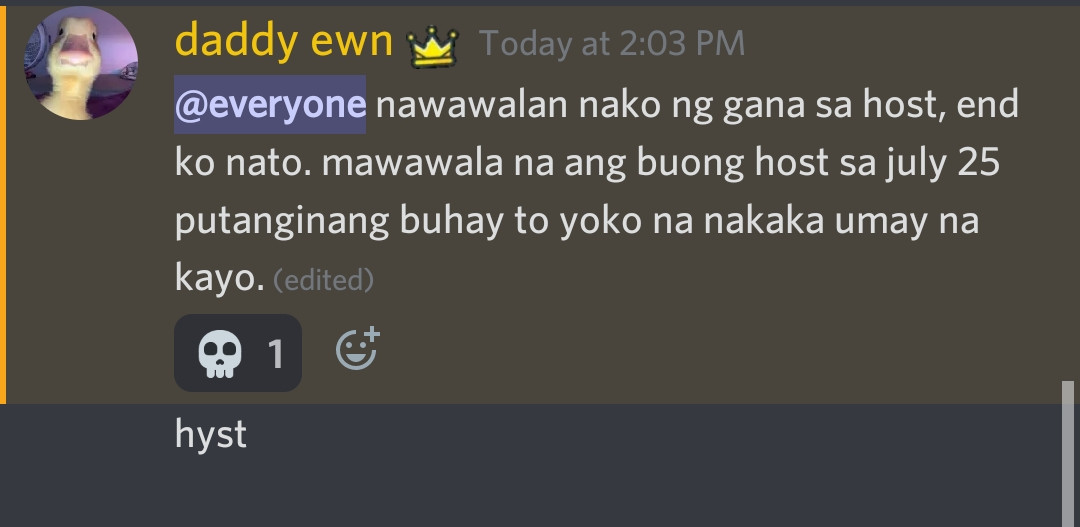 daddy ewn Today at 2:03 PM
@everyone nawawalan nako ng gana sa host, end
ko nato. mawawala na ang buong host sa july 25
putanginang buhay to yoko na nakaka umay na
kayo. (edited)
1
hyst